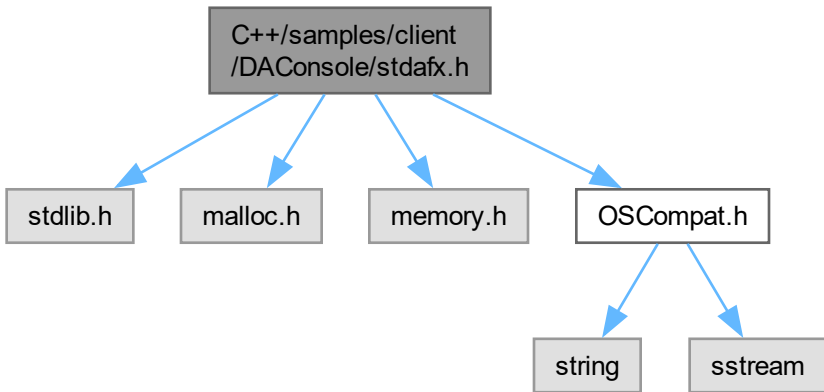 C++/samples/client
/DAConsole/stdafx.h
stdlib.h
malloc.h
memory.h
OSCompat.h
string
sstream